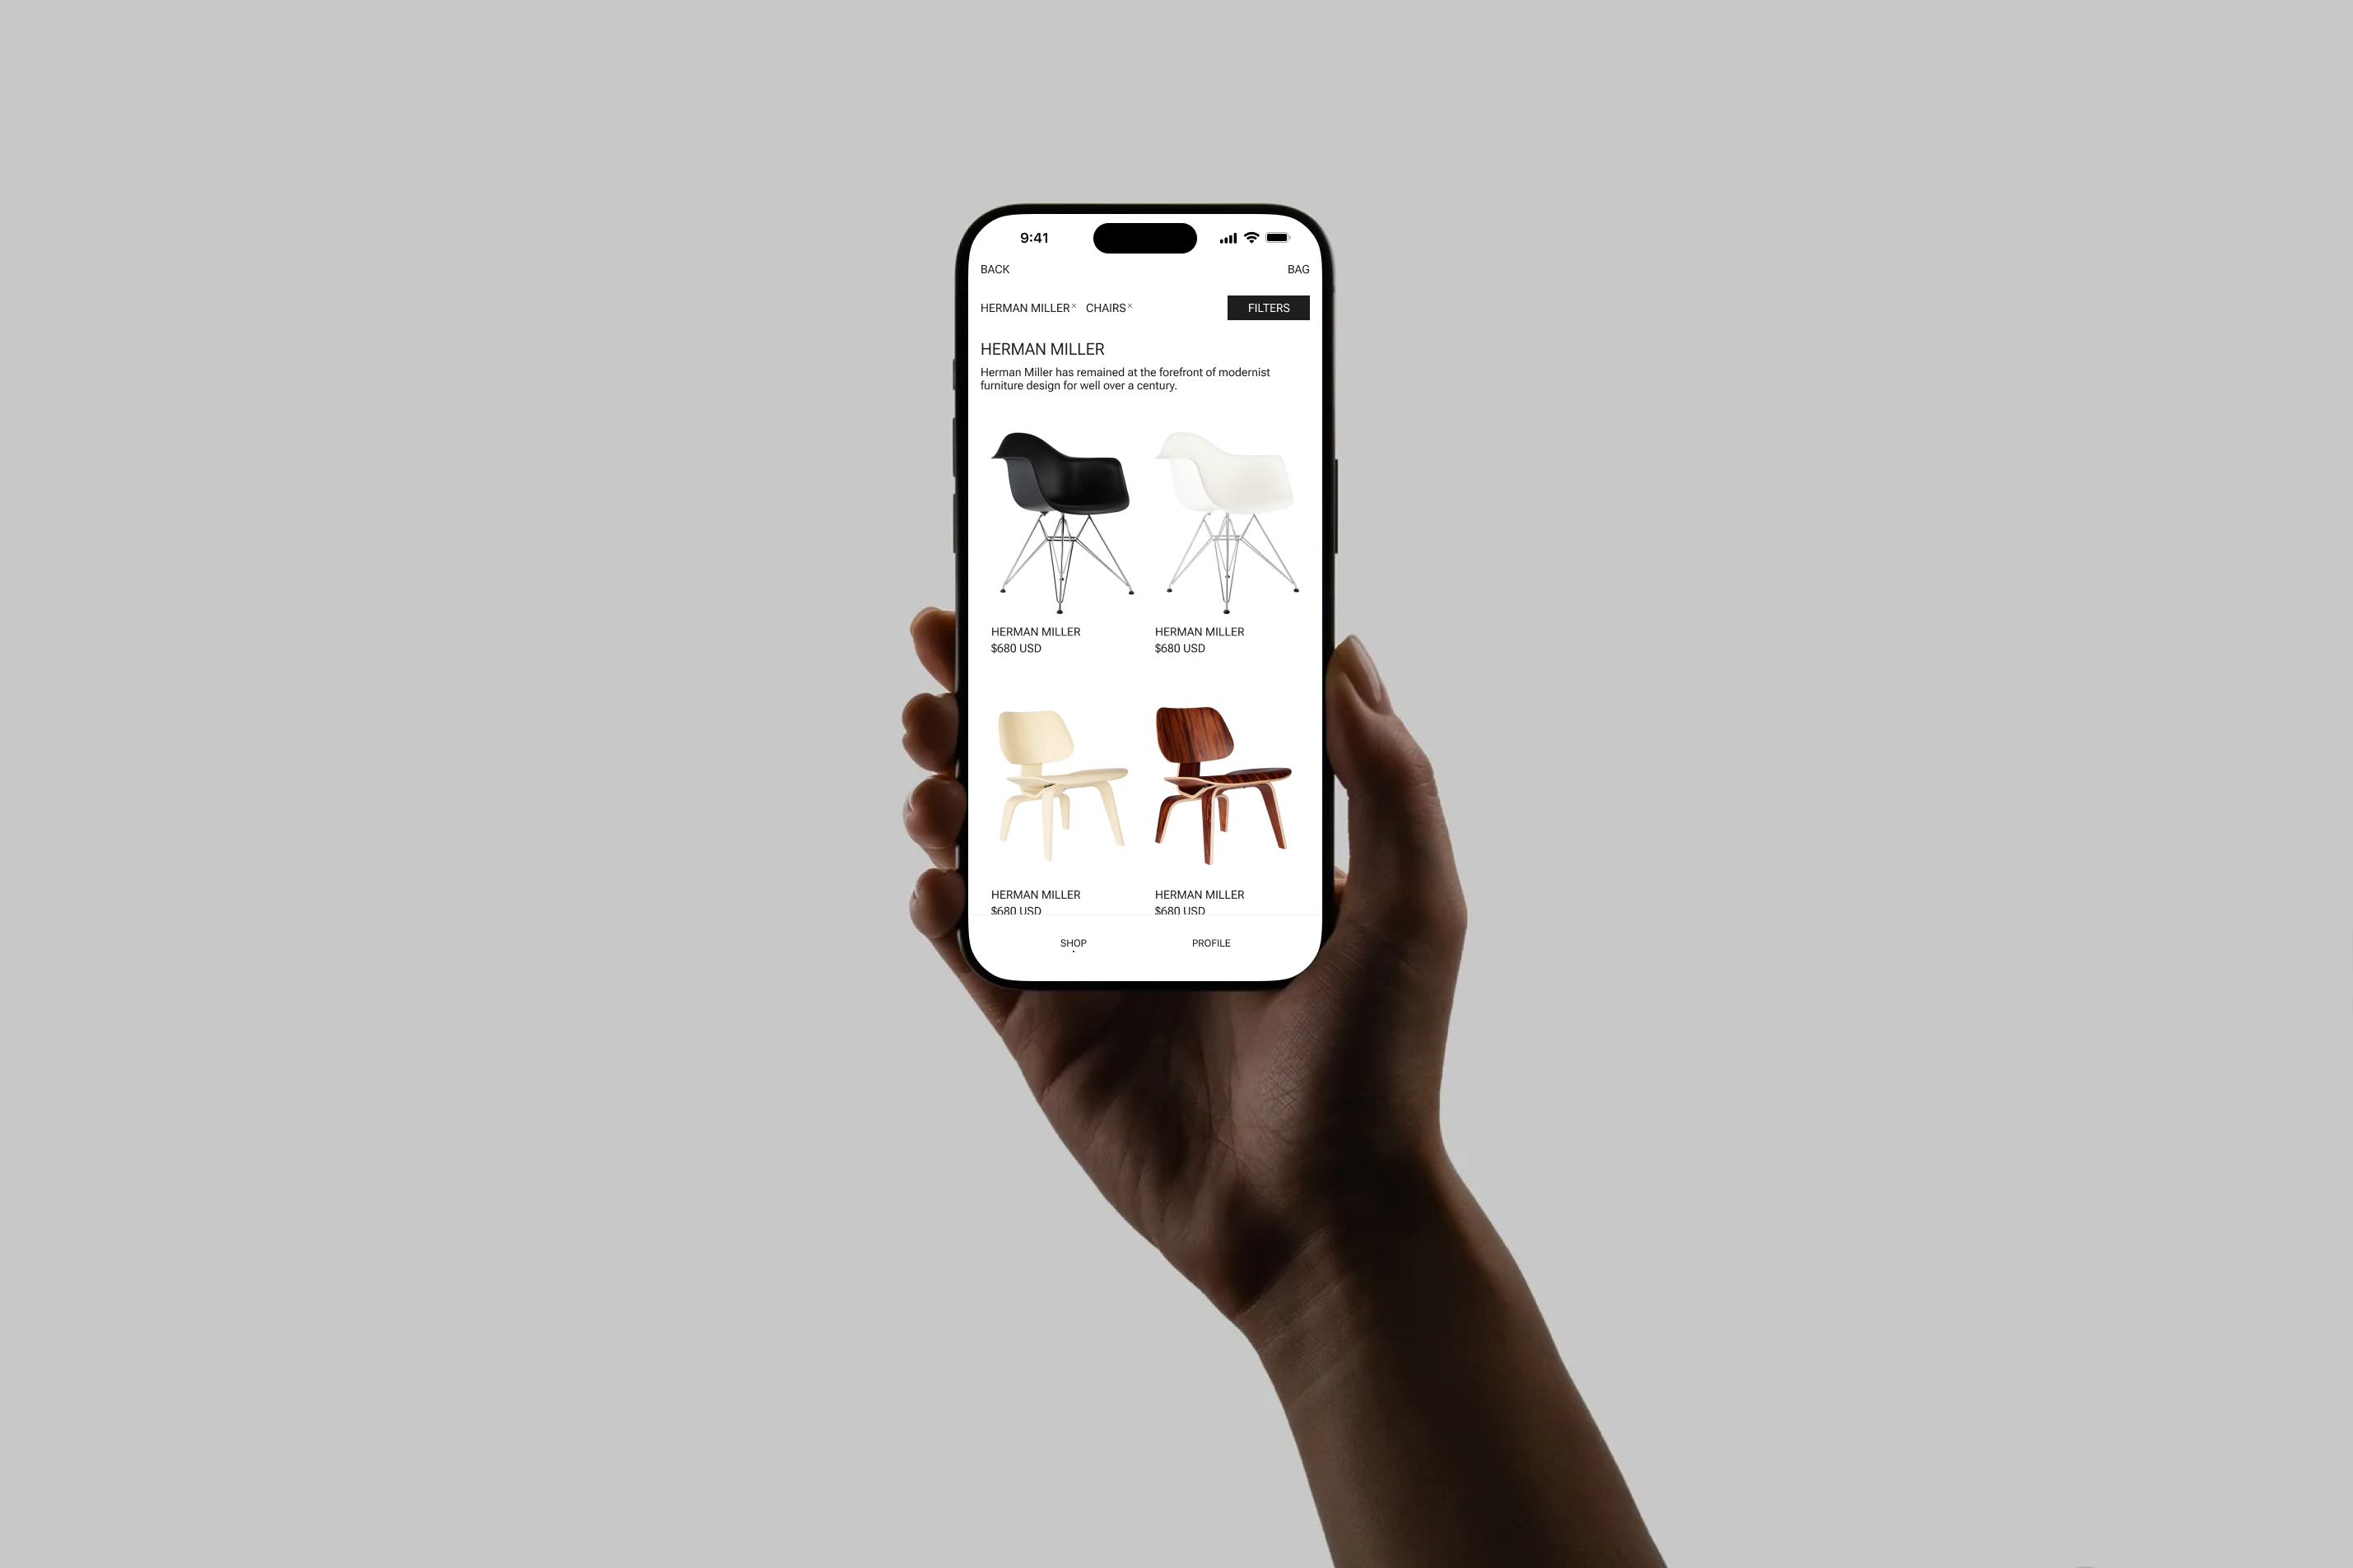 9:41
BACK BAG
HERMAN MILLER× CHAIRS× FILTERS
HERMAN MILLER
Herman Miller has remained at the forefront of modernist
furniture design for well over a century.
HERMAN MILLER HERMAN MILLER
$680 USD $680 USD
HERMAN MILLER HERMAN MILLER
$680 USD $680 USD
SHOP PROFILE